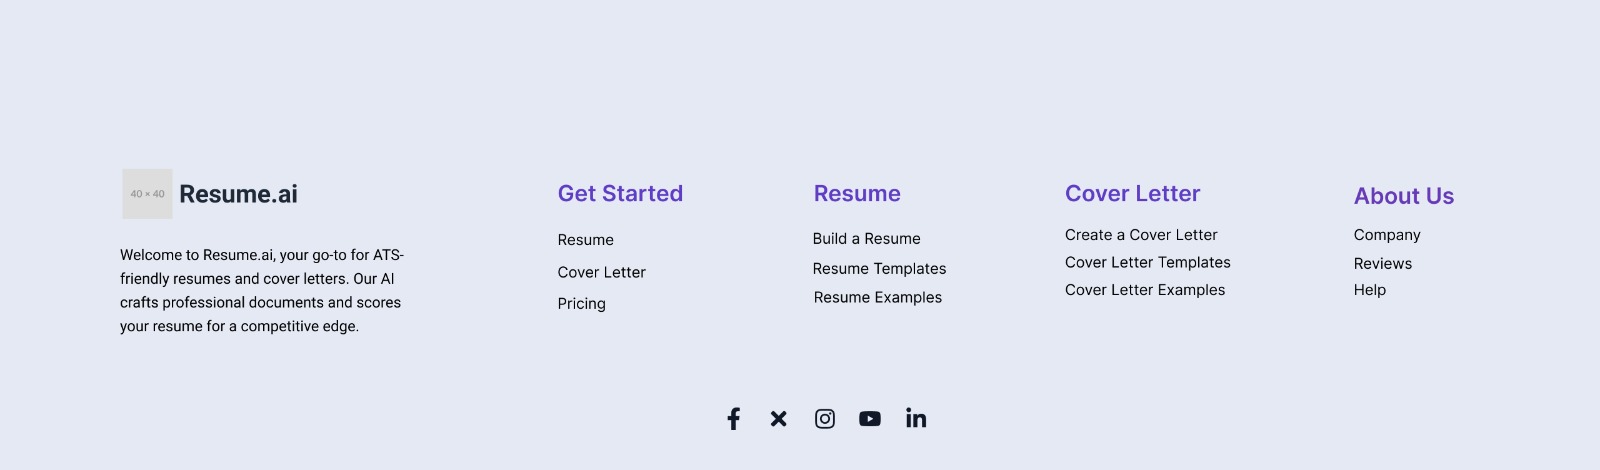 40 × 40
Resume.ai
Welcome to Resume.ai, your go-to for ATS-
friendly resumes and cover letters. Our AI
crafts professional documents and scores
your resume for a competitive edge.
Get Started
Resume
Cover Letter
Pricing
Resume
Build a Resume
Resume Templates
Resume Examples
Cover Letter
Create a Cover Letter
Cover Letter Templates
Cover Letter Examples
About Us
Company
Reviews
Help